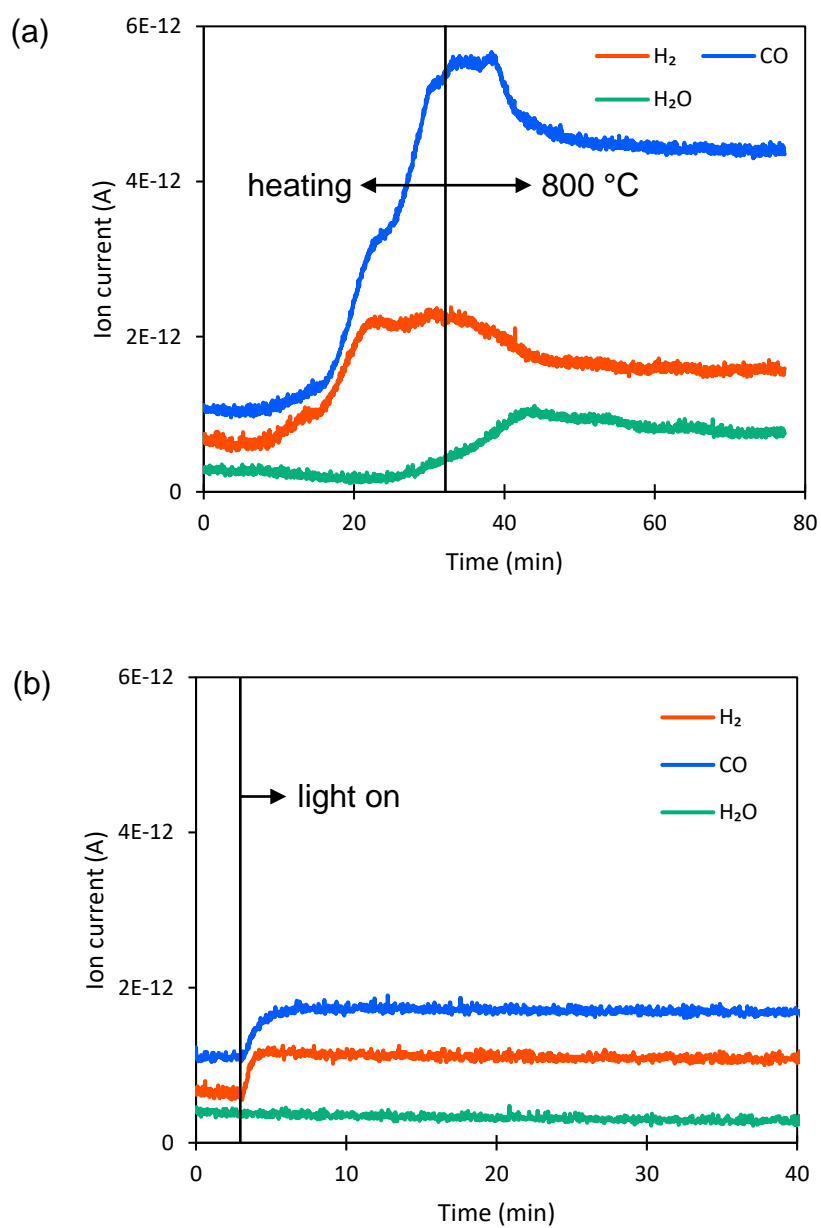 (a)
6E-12
4E-12
2E-12
0
Ion current (A)
H₂
CO
H₂O
heating
800 °C
0
20
40
60
80
Time (min)
(b)
6E-12
4E-12
2E-12
0
Ion current (A)
H₂
CO
H₂O
light on
0
10
20
30
40
Time (min)